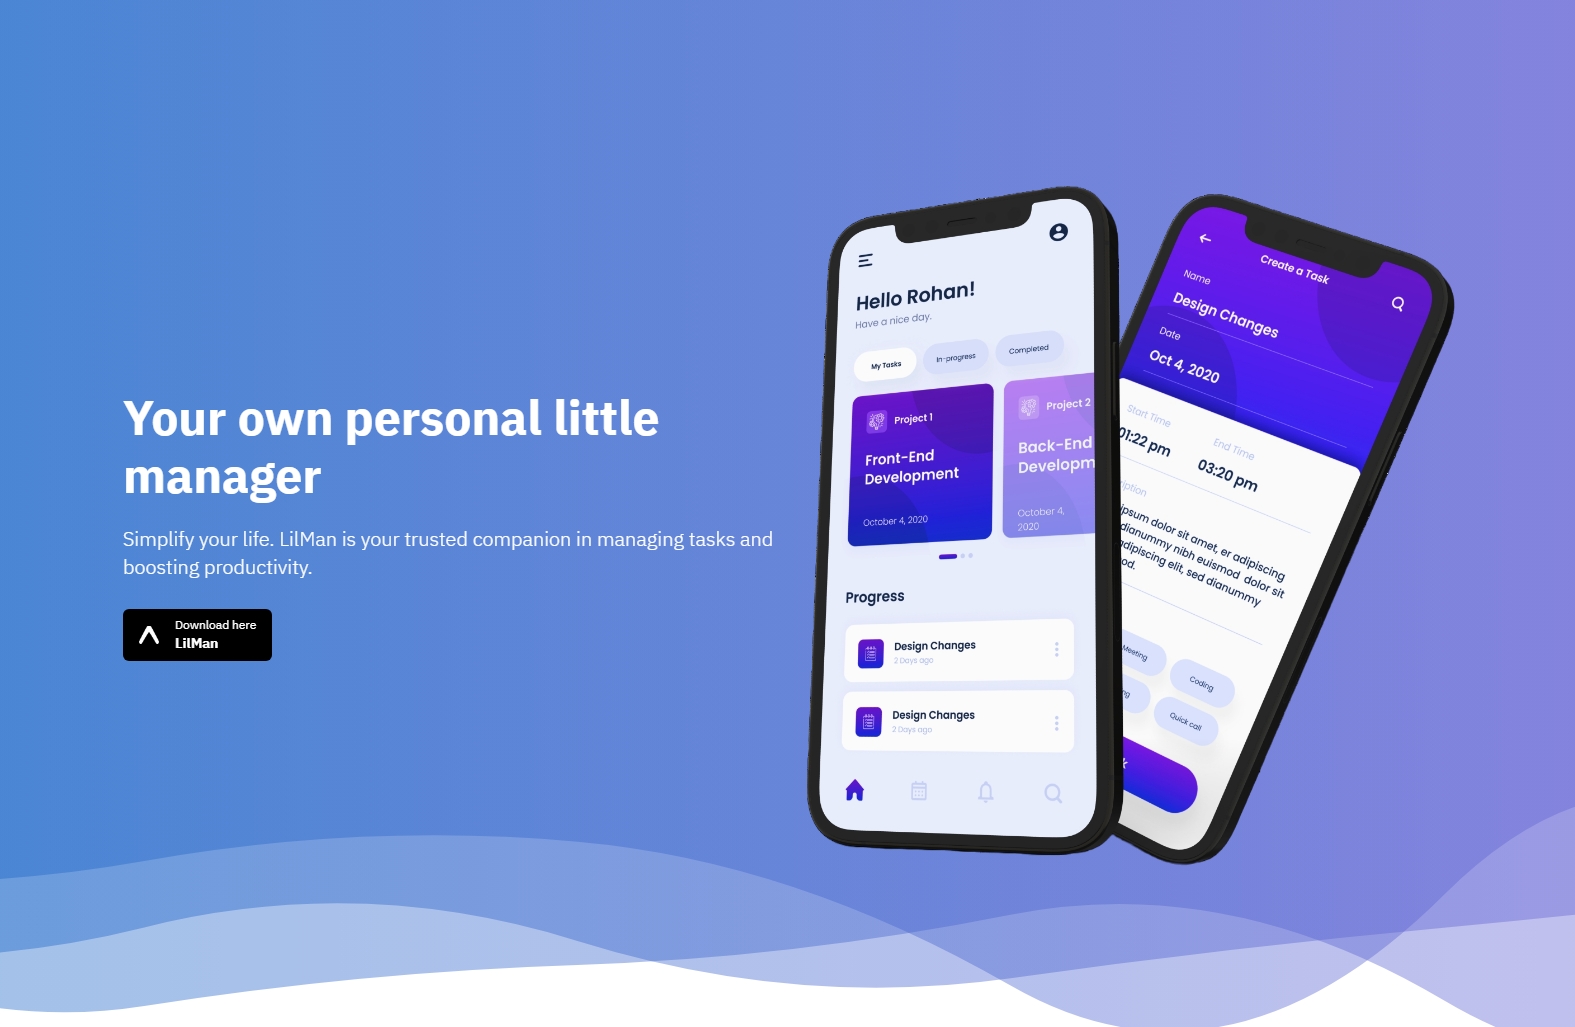 Your own personal little
manager
Simplify your life. LilMan is your trusted companion in managing tasks and
boosting productivity.
Download here
LilMan
Hello Rohan!
Have a nice day.
My Tasks
In-progress
Completed
Project 1
Front-End
Development
October 4, 2020
Project 2
Back-End
Developm
October 4,
2020
Progress
Design Changes
2 Days ago
Design Changes
2 Days ago
Create a Task
Name
Design Changes
Date
Oct 4, 2020
Start Time
End Time
01:22 pm
03:20 pm
ription
ipsum dolor sit amet, er adipiscing
dianummy nibh euismod dolor sit
adipiscing elit, sed dianummy
od.
Meeting
Coding
ng
Quick call
k